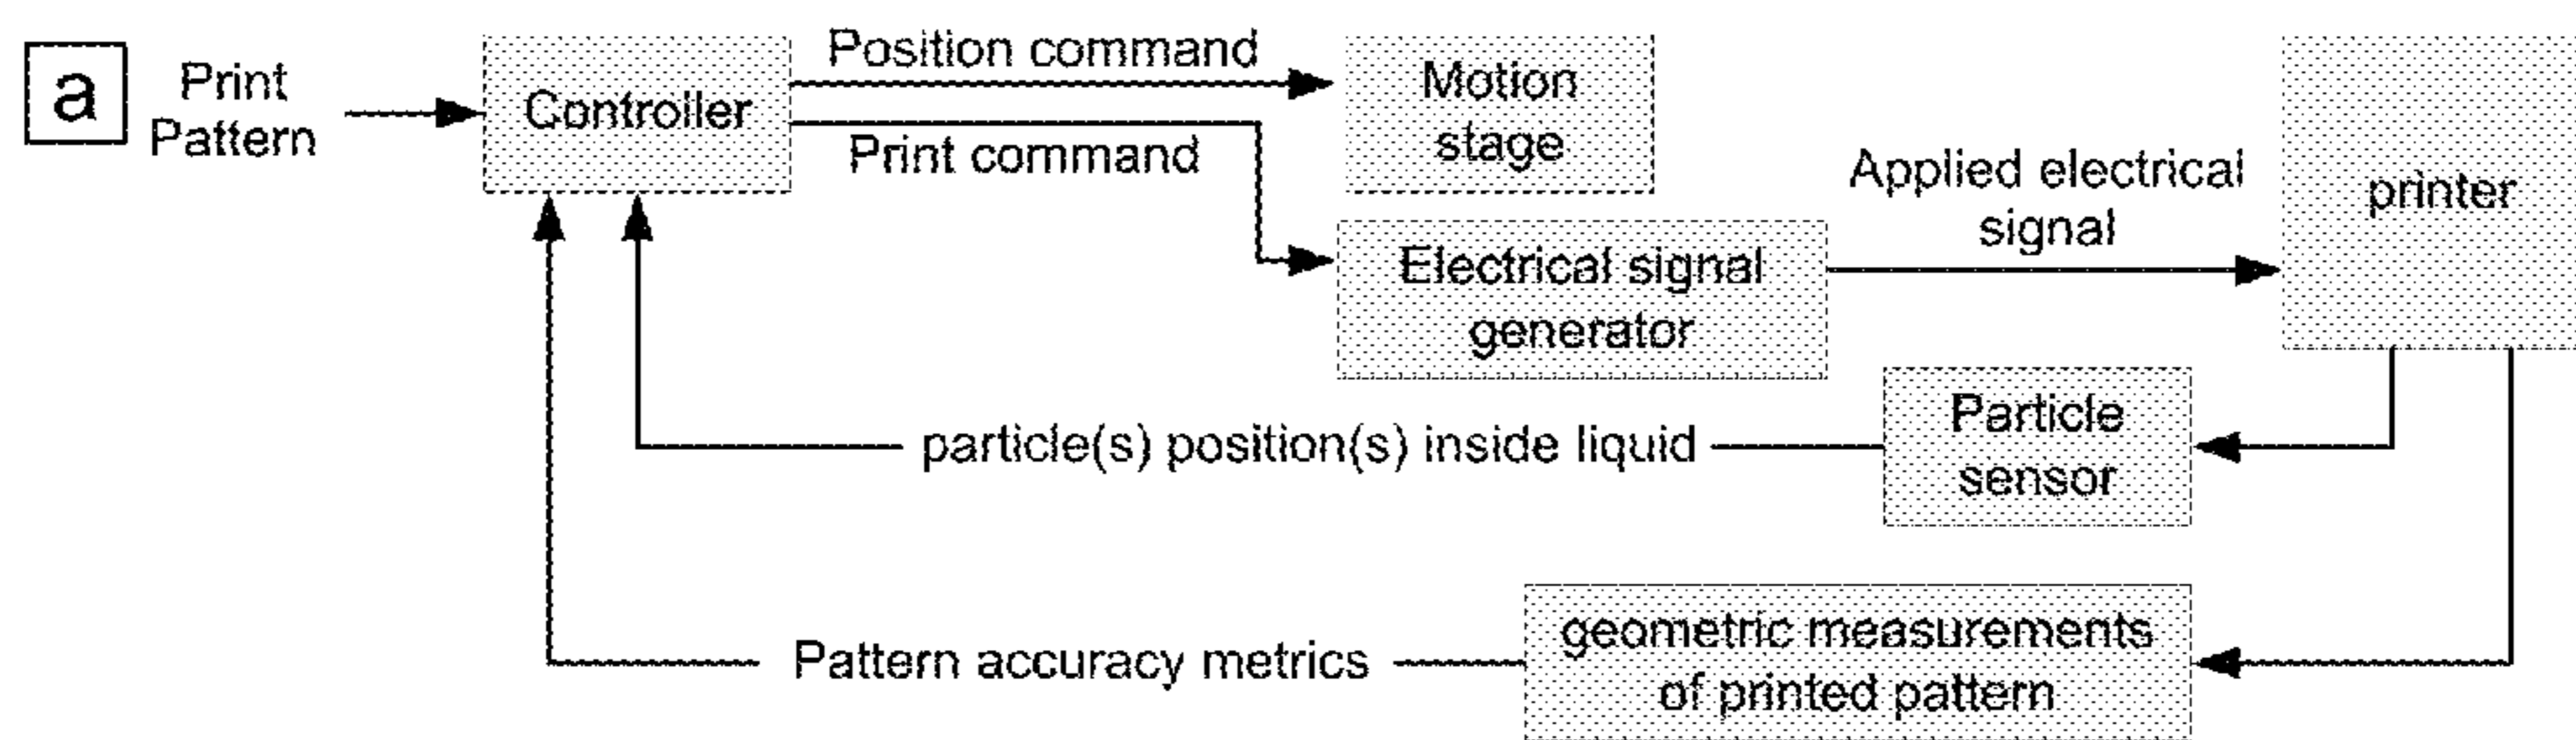 a
Print
Pattern
Controller
Position command
Print command
Motion
stage
Electrical signal
generator
Applied electrical
signal
printer
particle(s) position(s) inside liquid
Particle
sensor
Pattern accuracy metrics
geometric measurements
of printed pattern